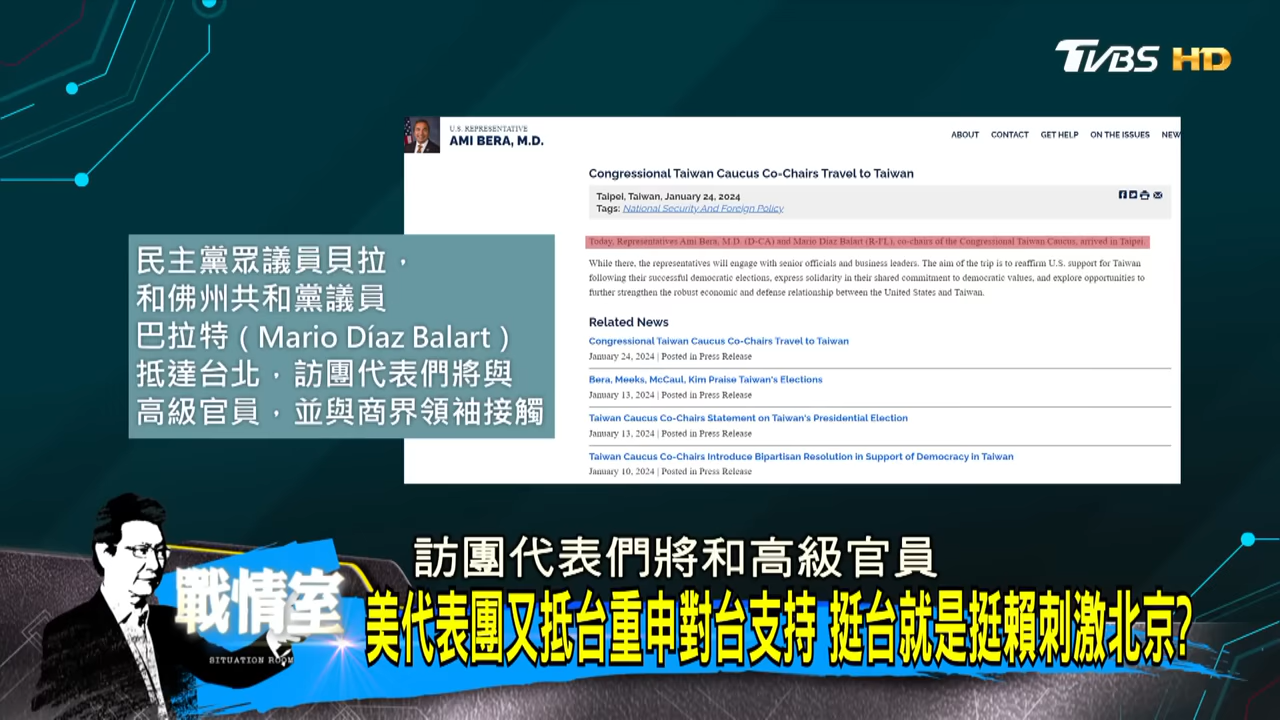 TVBS HD
U.S. REPRESENTATIVE
AMI BERA, M.D.
ABOUT CONTACT GET HELP ON THE ISSUES NEW
Congressional Taiwan Caucus Co-Chairs Travel to Taiwan
Taipei, Taiwan, January 24, 2024
Tags: National Security And Foreign Policy
Today, Representatives Ami Bera, M.D. (D-CA) and Mario Diaz Balart (R-FL), co-chairs of the Congressional Taiwan Caucus, arrived in Taipei.
While there, the representatives will engage with senior officials and business leaders. The aim of the trip is to reaffirm U.S. support for Taiwan
following their successful democratic elections, express solidarity in their shared commitment to democratic values, and explore opportunities to
further strengthen the robust economic and defense relationship between the United States and Taiwan.
Related News
Congressional Taiwan Caucus Co-Chairs Travel to Taiwan
January 24, 2024 | Posted in Press Release
Bera, Meeks, McCaul, Kim Praise Taiwan's Elections
January 13, 2024 | Posted in Press Release
Taiwan Caucus Co-Chairs Statement on Taiwan's Presidential Election
January 13, 2024 | Posted in Press Release
Taiwan Caucus Co-Chairs Introduce Bipartisan Resolution in Support of Democracy in Taiwan
January 10, 2024 | Posted in Press Release
民主黨眾議員貝拉，
和佛州共和黨議員
巴拉特（Mario Díaz Balart）
抵達台北，訪團代表們將與
高級官員，並與商界領袖接觸
訪團代表們將和高級官員
戰情室
SITUATION ROOM
美代表團又抵台重申對台支持 挺台就是挺賴刺激北京?